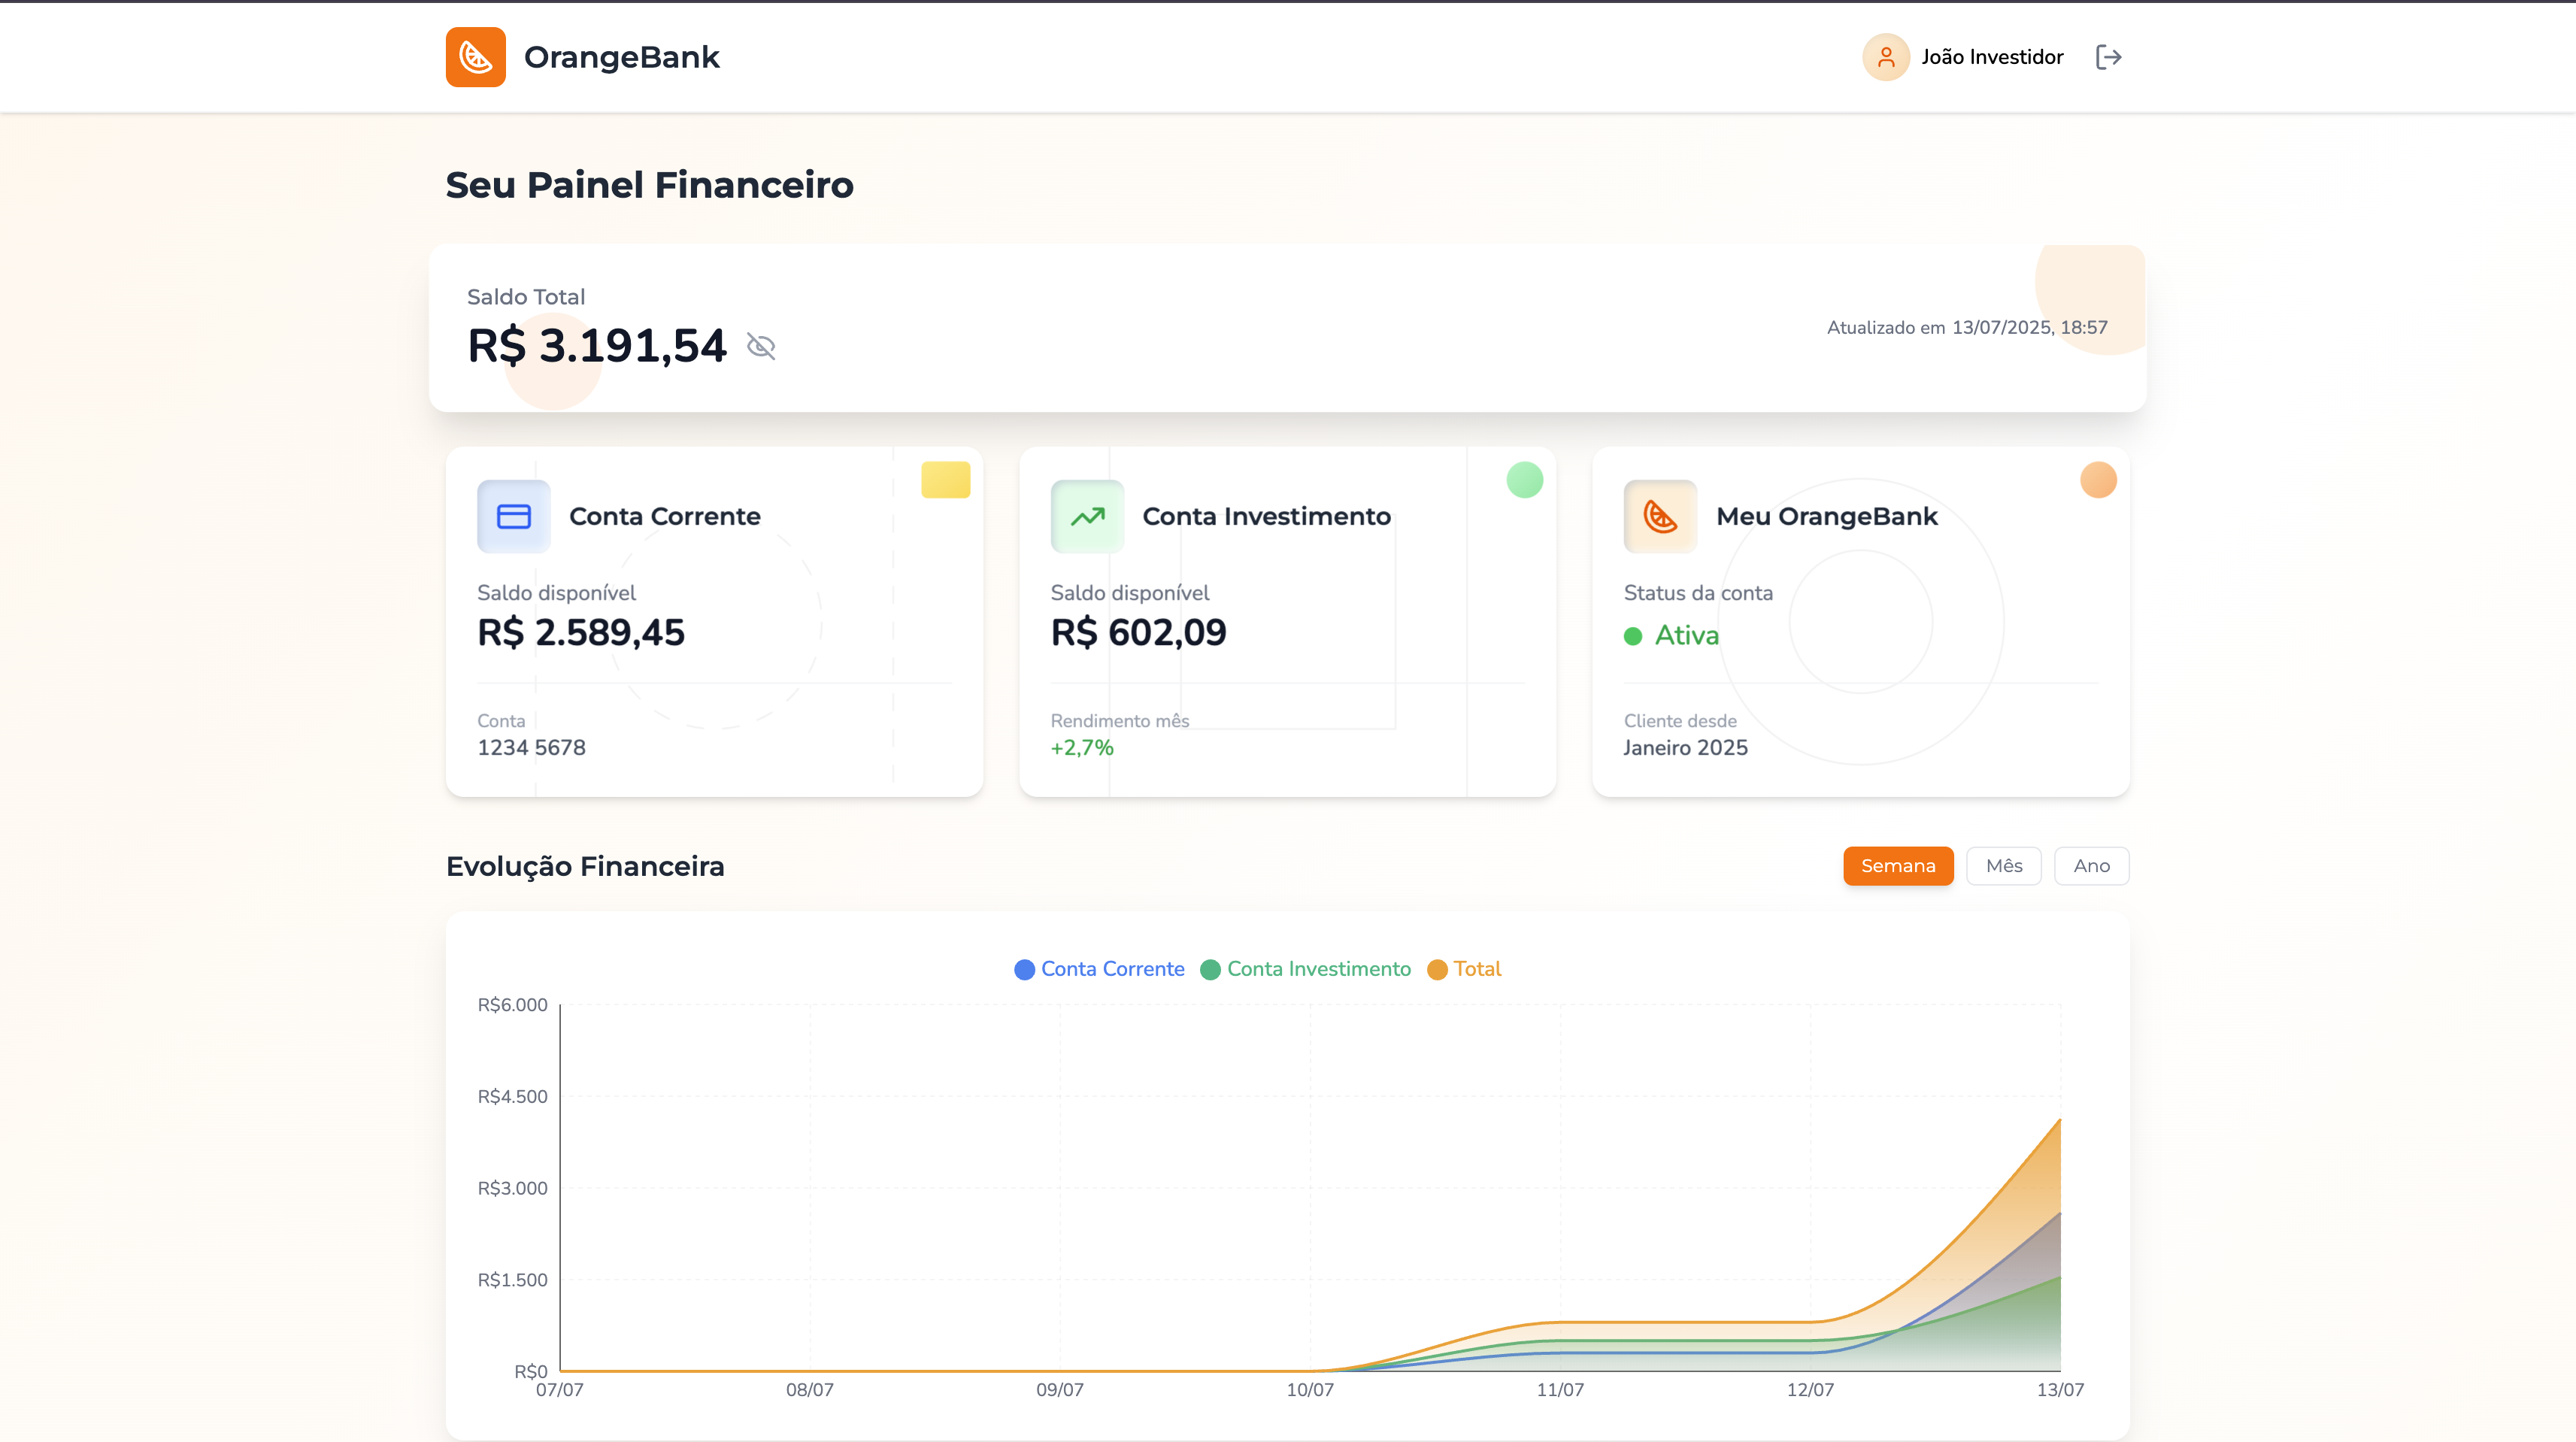 OrangeBank
João Investidor
Seu Painel Financeiro
Saldo Total
R$ 3.191,54
Atualizado em 13/07/2025, 18:57
Conta Corrente
Saldo disponível
R$ 2.589,45
Conta
1234 5678
Conta Investimento
Saldo disponível
R$ 602,09
Rendimento mês
+2,7%
Meu OrangeBank
Status da conta
Ativa
Cliente desde
Janeiro 2025
Evolução Financeira
Semana Mês Ano
Conta Corrente Conta Investimento Total
R$6.000
R$4.500
R$3.000
R$1.500
R$0
07/07 08/07 09/07 10/07 11/07 12/07 13/07